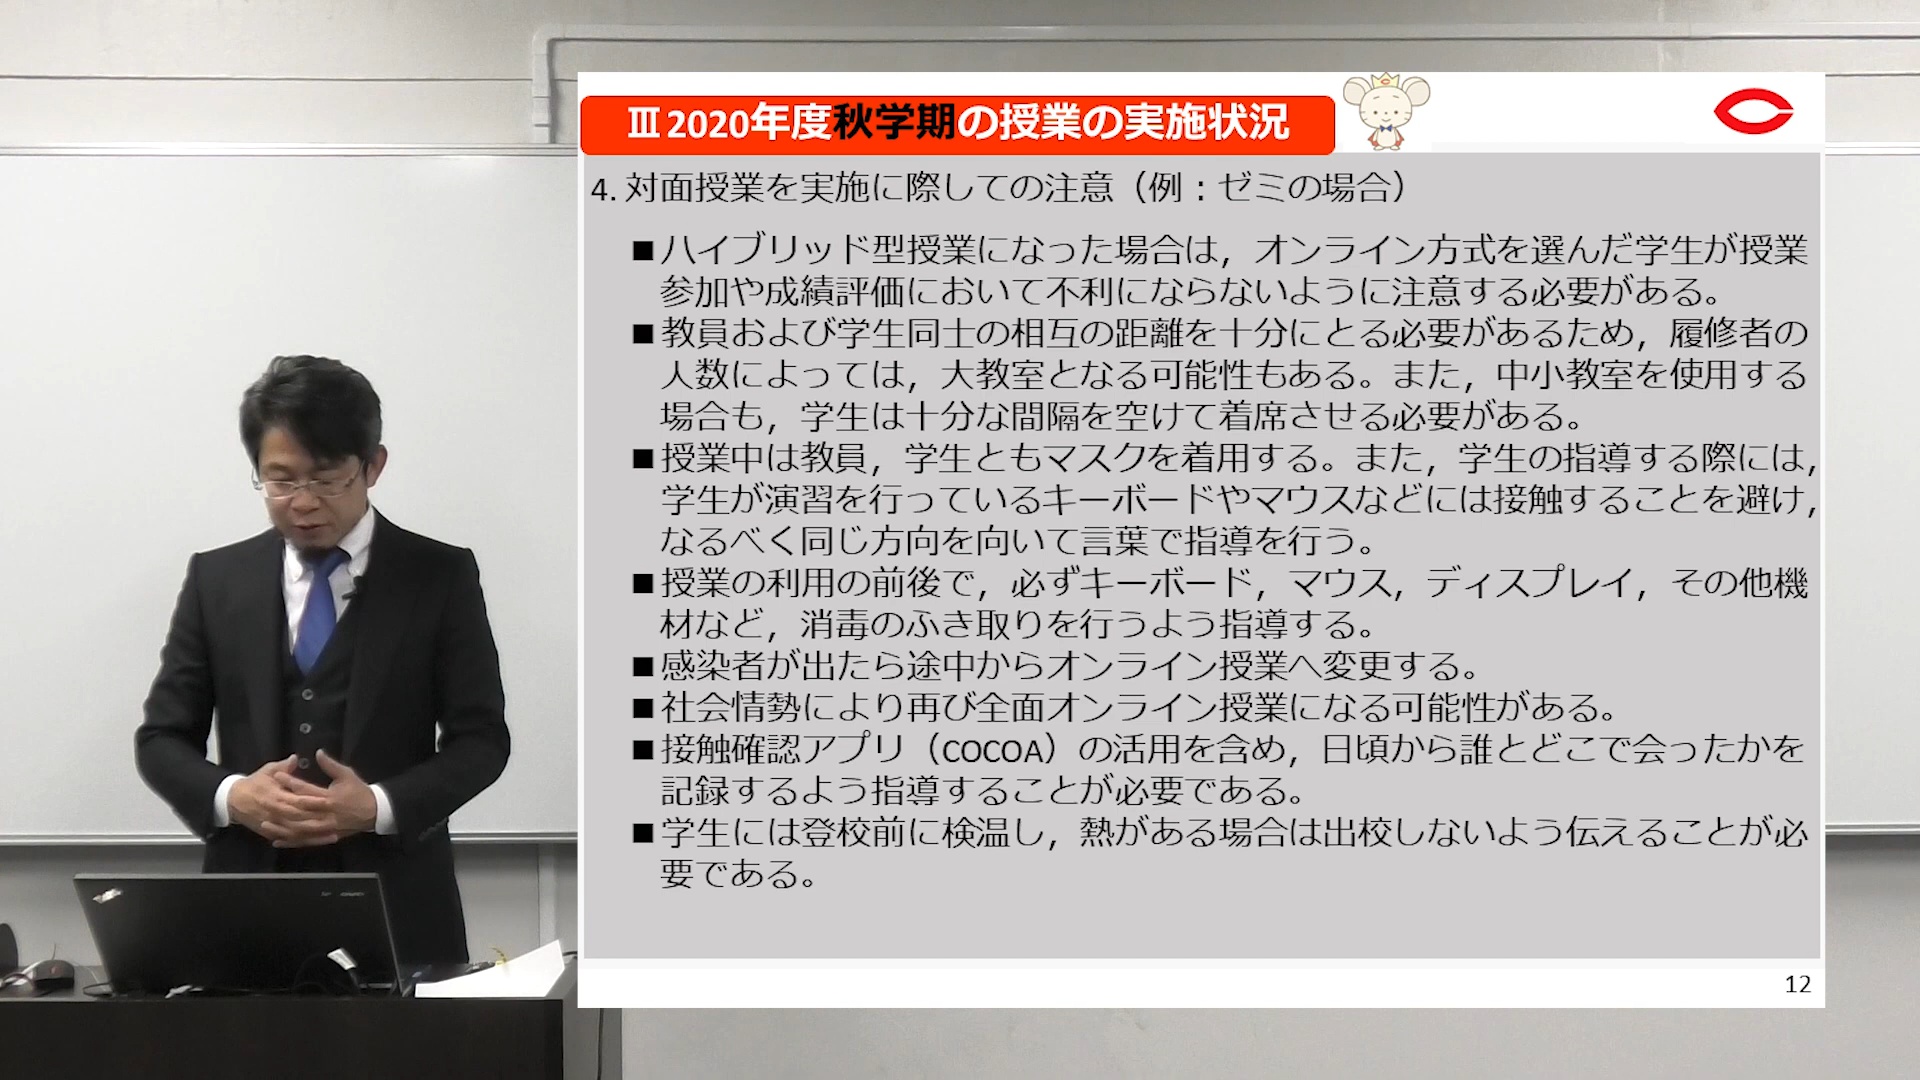 Ⅲ2020年度秋学期の授業の実施状況
4. 対面授業を実施に際しての注意（例：ゼミの場合）
■ハイブリッド型授業になった場合は，オンライン方式を選んだ学生が授業
参加や成績評価において不利にならないように注意する必要がある。
■教員および学生同士の相互の距離を十分にとる必要があるため，履修者の
人数によっては，大教室となる可能性もある。また，中小教室を使用する
場合も，学生は十分な間隔を空けて着席させる必要がある。
■授業中は教員，学生ともマスクを着用する。また，学生の指導する際には，
学生が演習を行っているキーボードやマウスなどには接触することを避け，
なるべく同じ方向を向いて言葉で指導を行う。
■授業の利用の前後で，必ずキーボード，マウス，ディスプレイ，その他機
材など，消毒のふき取りを行うよう指導する。
■感染者が出たら途中からオンライン授業へ変更する。
■社会情勢により再び全面オンライン授業になる可能性がある。
■接触確認アプリ（COCOA）の活用を含め，日頃から誰とどこで会ったかを
記録するよう指導することが必要である。
■学生には登校前に検温し，熱がある場合は出校しないよう伝えることが必
要である。
12